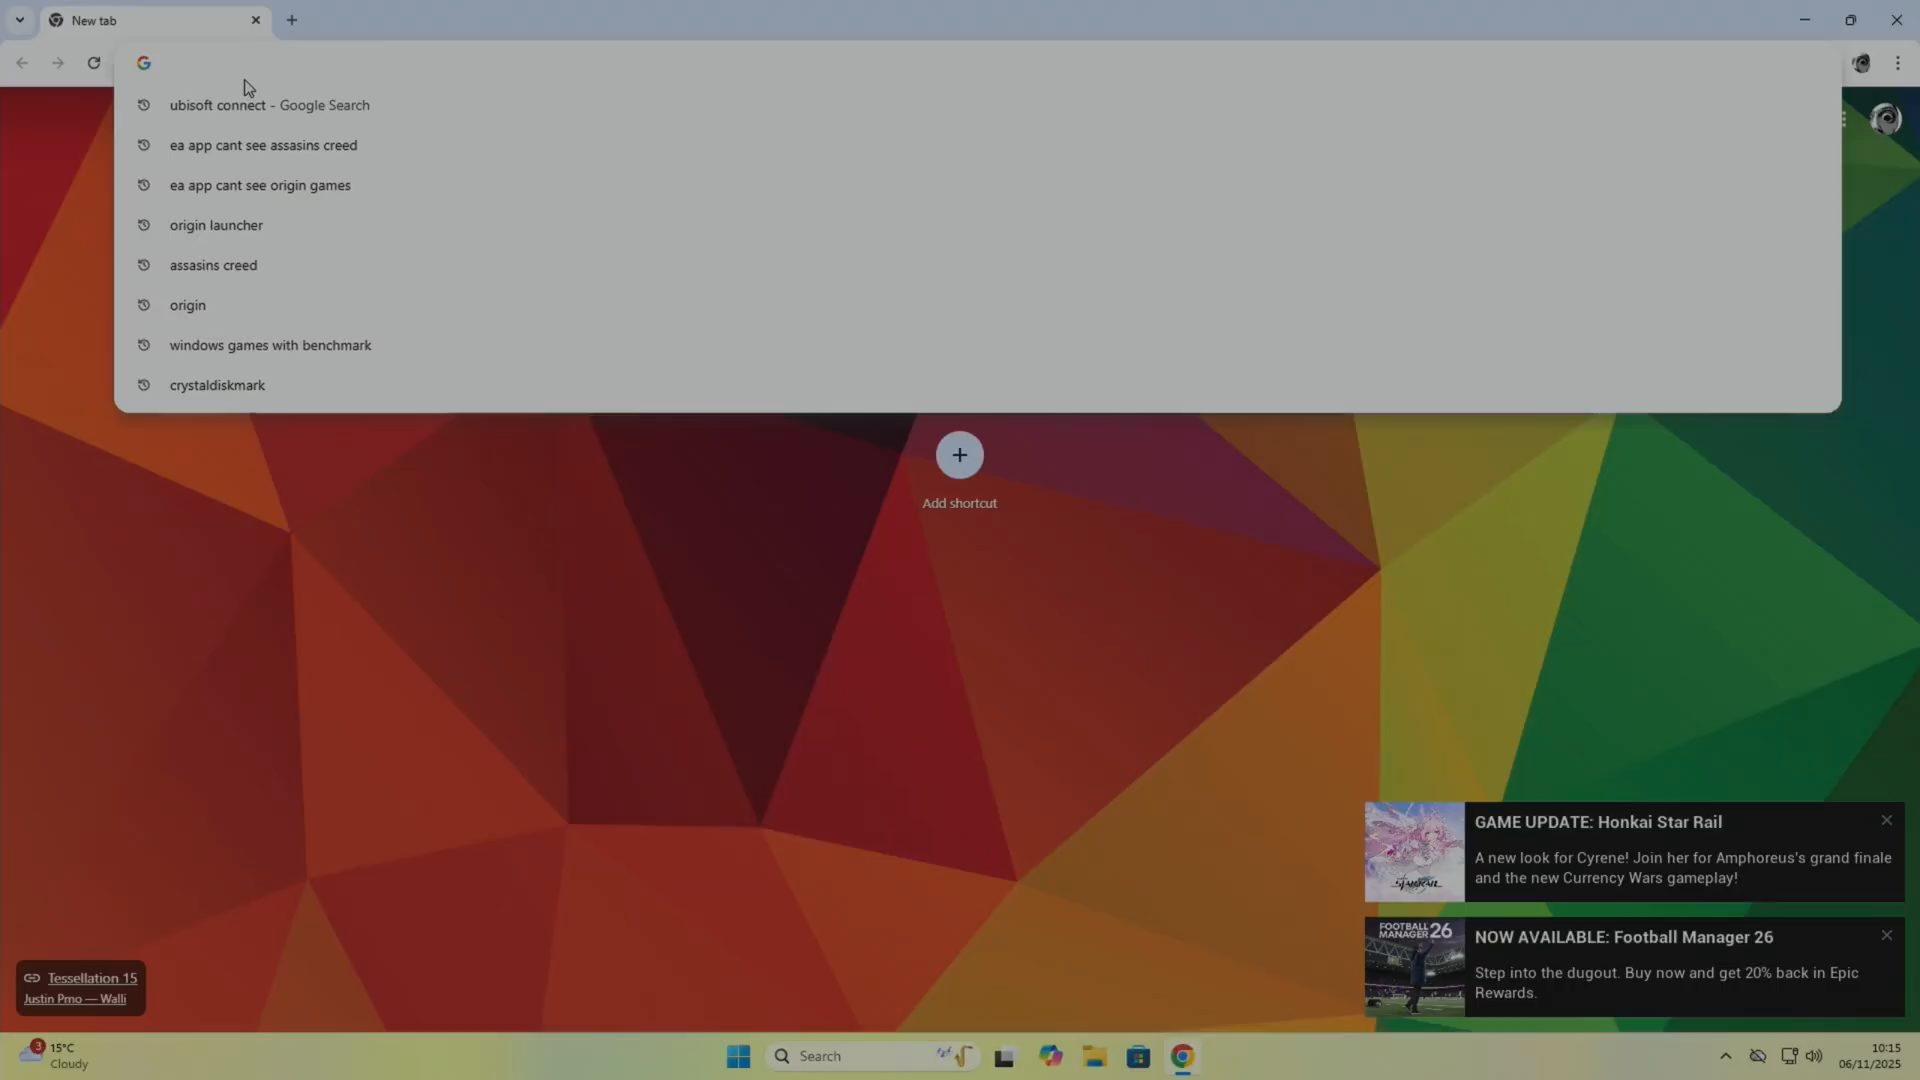 New tab
ubisoft connect - Google Search
ea app cant see assasins creed
ea app cant see origin games
origin launcher
assasins creed
origin
windows games with benchmark
crystaldiskmark
Add shortcut
GAME UPDATE: Honkai Star Rail
A new look for Cyrene! Join her for Amphoreus's grand finale
and the new Currency Wars gameplay!
STARRAIL
FOOTBALL
MANAGER 26
NOW AVAILABLE: Football Manager 26
Step into the dugout. Buy now and get 20% back in Epic
Rewards.
Tessellation 15
Justin Prno — Walli
3
15°C
Cloudy
Search
10:15
06/11/2025